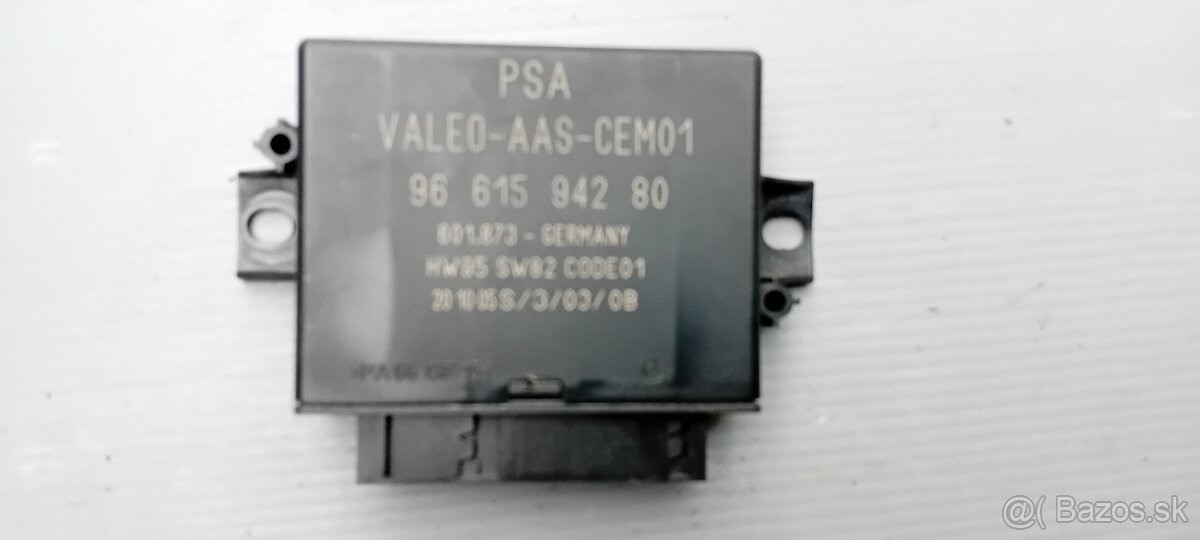 PSA
VALEO-AAS-CEM01
96 615 942 80
601.873 - GERMANY
HW95 SW82 CODE01
201005S/3/03/0B
@( Bazos.sk